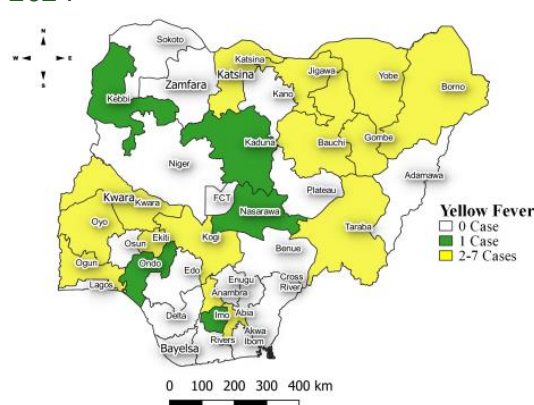 N
W E
S
Sokoto
Katsina
Katsina
Zamfara
Jigawa
Yobe
Borno
Kebbi
Kano
Kaduna
Bauchi
Gombe
Niger
Adamawa
Plateau
FCT
Kwara
Kwara
Nasarawa
Taraba
Oyo
Kogi
Ekiti
Osun
Benue
Ogun
Ondo
Edo
Lagos
Enugu
Cross
River
Anambra
Delta
Imo
Abia
Akwa
Ibom
Rivers
Bayelsa
Yellow Fever
0 Case
1 Case
2-7 Cases
0 100 200 300 400 km